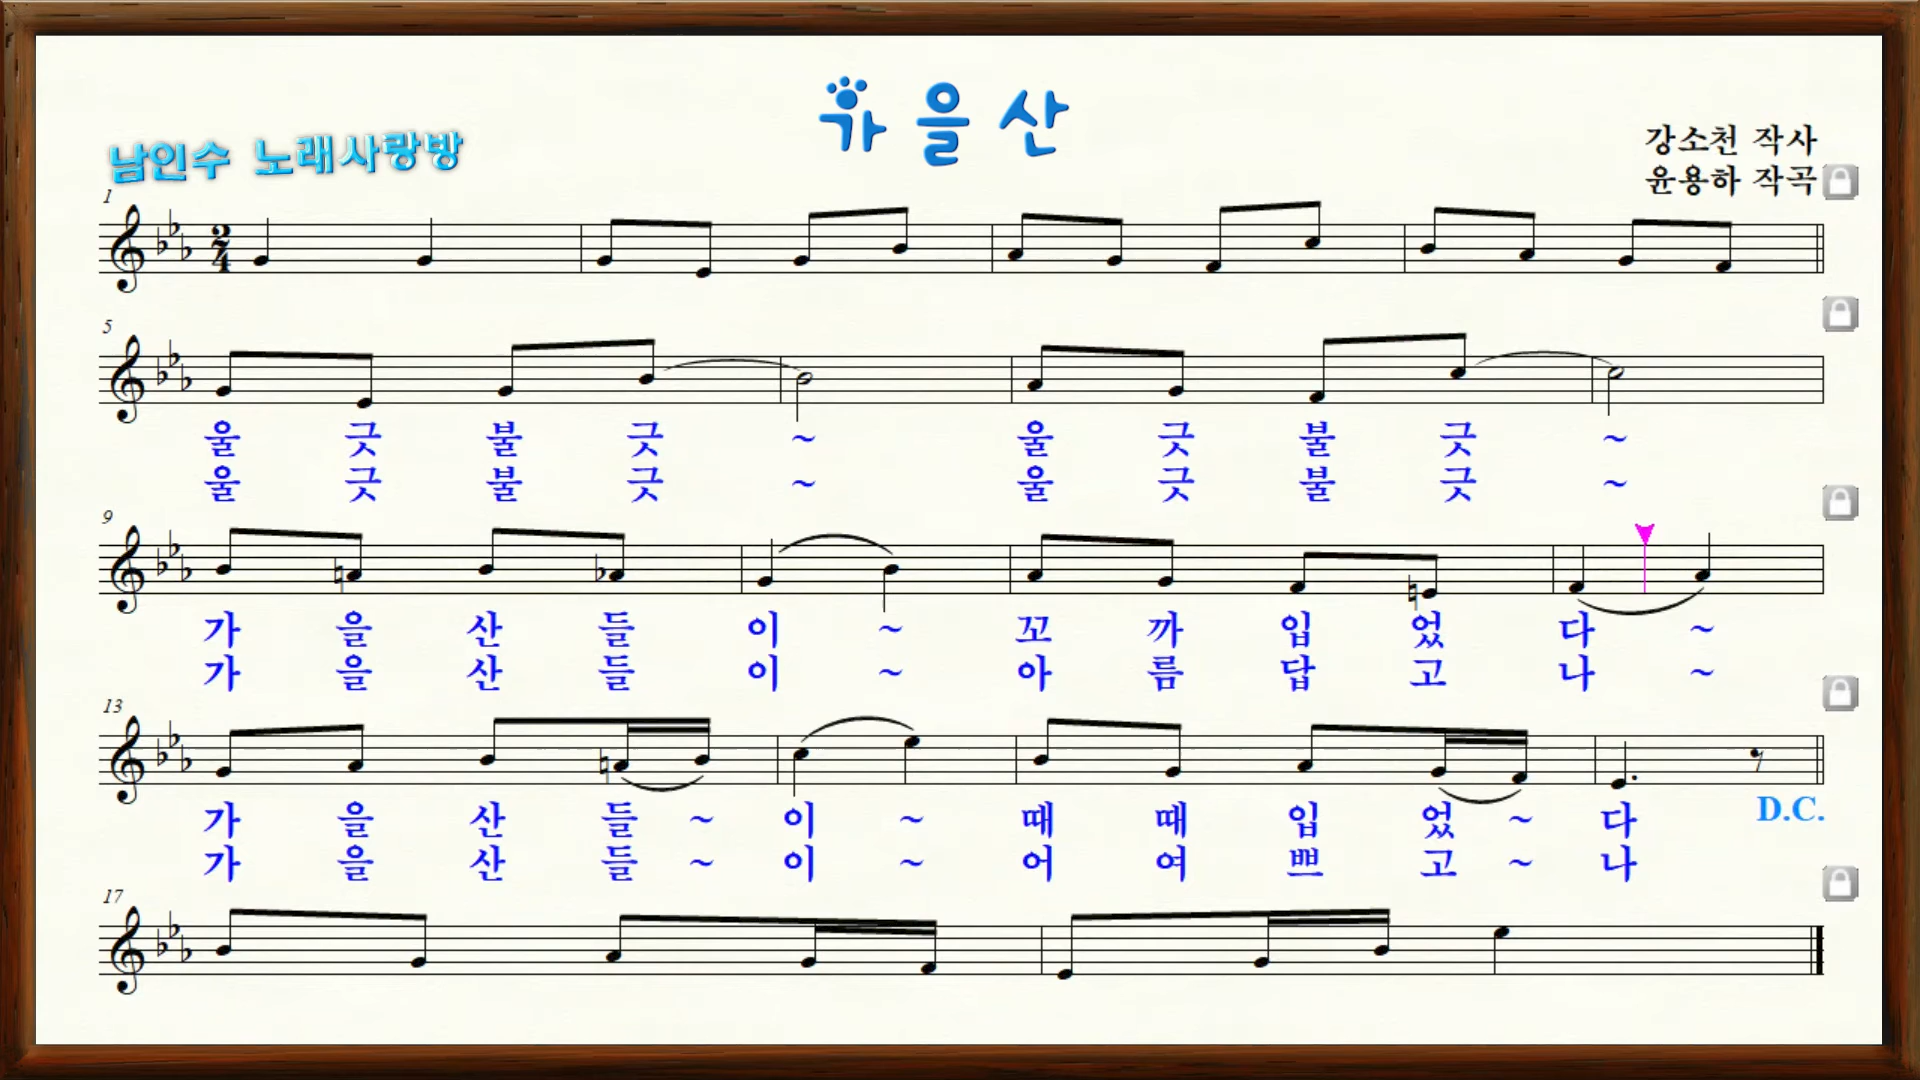 가을산
남인수 노래사랑방
강소천 작사
윤용하 작곡
1
2
4
5
울 긋 불 긋 ~ 울 긋 불 긋 ~
울 긋 불 긋 ~ 울 긋 불 긋 ~
9
가 을 산 들 이 ~ 꼬 까 입 었 다 ~
가 을 산 들 이 ~ 아 름 답 고 나 ~
13
가 을 산 들 ~ 이 ~ 때 때 입 었 ~ 다
D.C.
가 을 산 들 ~ 이 ~ 어 여 쁘 고 ~ 나
17